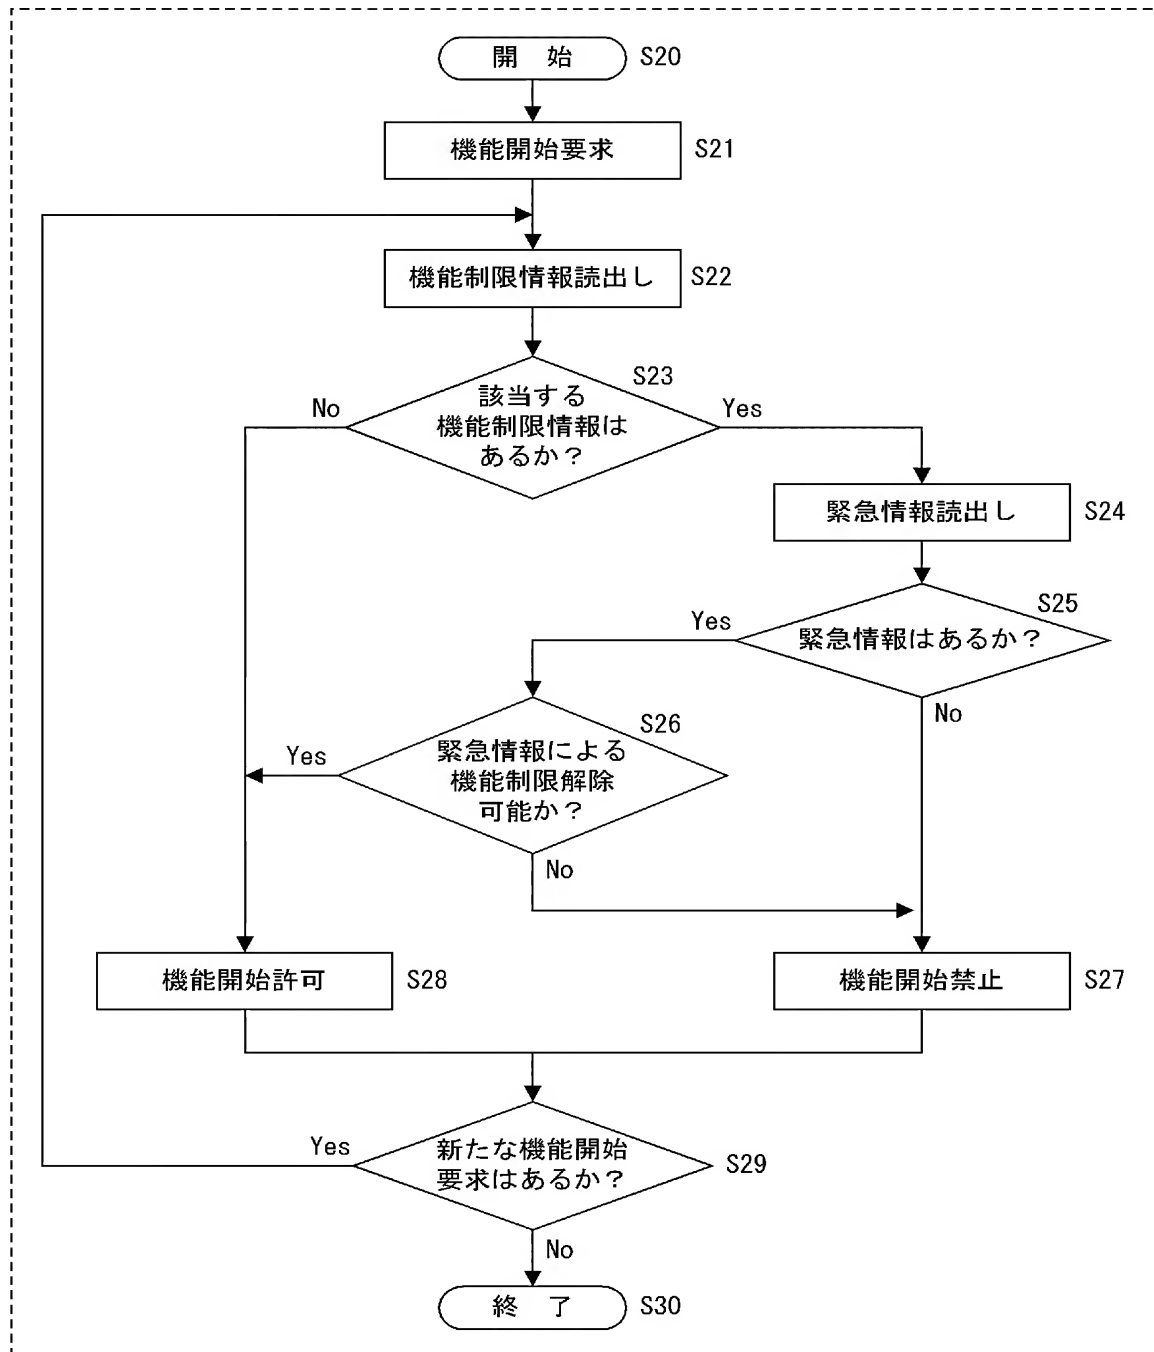 開 始
S20
機能開始要求
S21
機能制限情報読出し
S22
S23
該当する
機能制限情報は
あるか？
No
Yes
緊急情報読出し
S24
S25
緊急情報はあるか？
Yes
No
S26
緊急情報による
機能制限解除
可能か？
Yes
No
機能開始許可
S28
機能開始禁止
S27
新たな機能開始
要求はあるか？
S29
Yes
No
終 了
S30